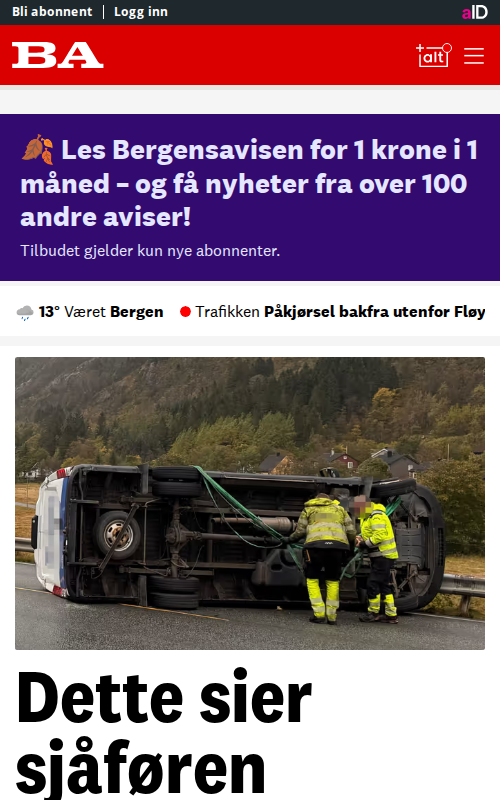 Bli abonnent | Logg inn
aID
BA
+alt
🍂 Les Bergensavisen for 1 krone i 1
måned – og få nyheter fra over 100
andre aviser!
Tilbudet gjelder kun nye abonnenter.
13° Været Bergen
Trafikken Påkjørsel bakfra utenfor Fløy
Dette sier
sjåføren